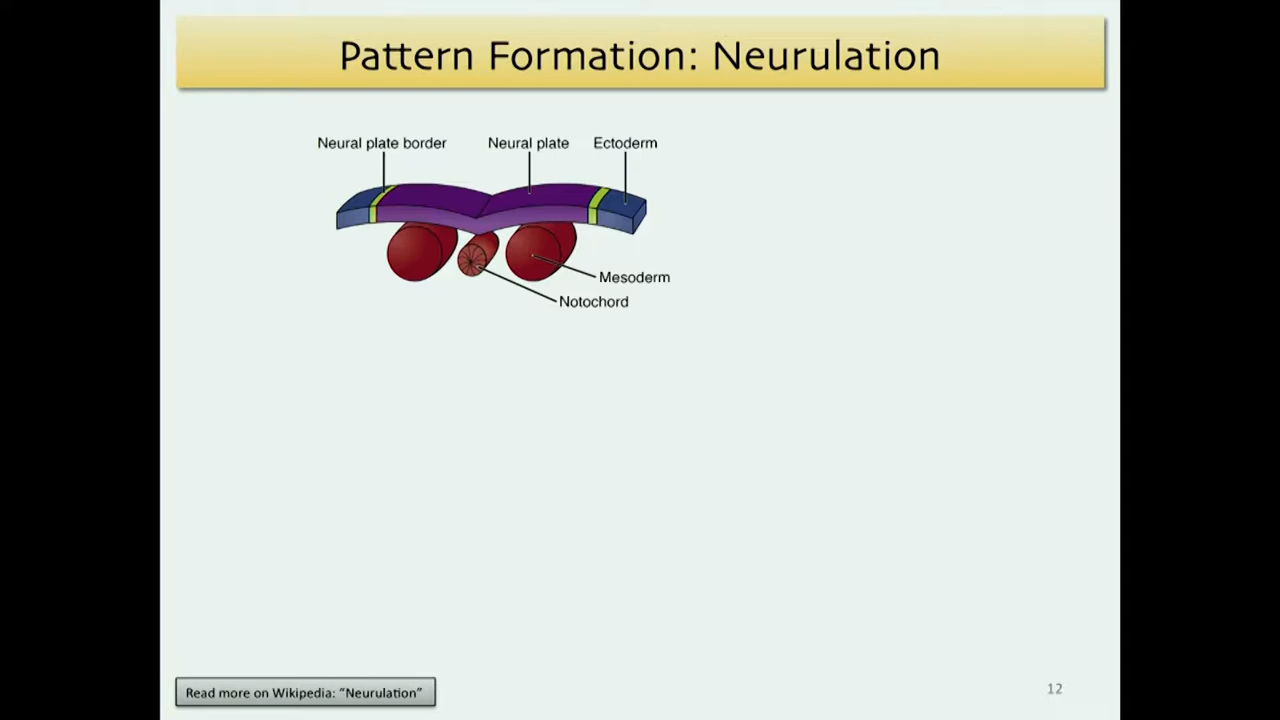 Pattern Formation: Neurulation
Neural plate border
Neural plate
Ectoderm
Mesoderm
Notochord
Read more on Wikipedia: “Neurulation”
12